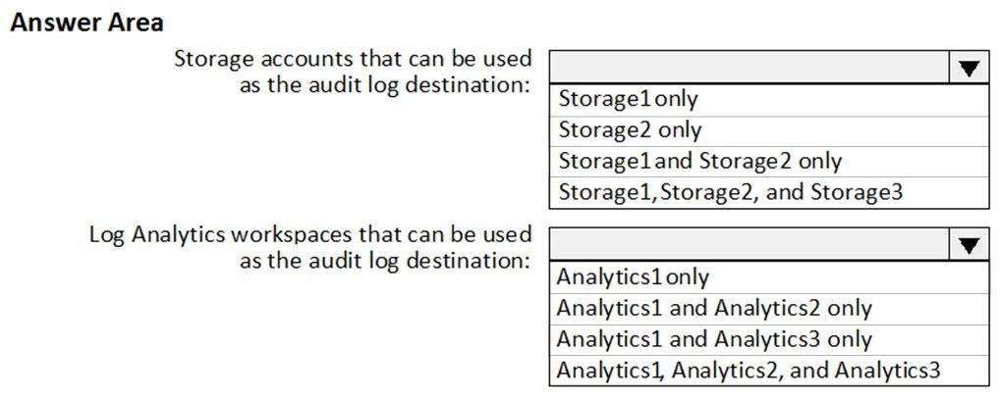 Answer Area
Storage accounts that can be used
as the audit log destination:
Storage1 only
Storage2 only
Storage1 and Storage2 only
Storage1, Storage2, and Storage3
Log Analytics workspaces that can be used
as the audit log destination:
Analytics1 only
Analytics1 and Analytics2 only
Analytics1 and Analytics3 only
Analytics1, Analytics2, and Analytics3